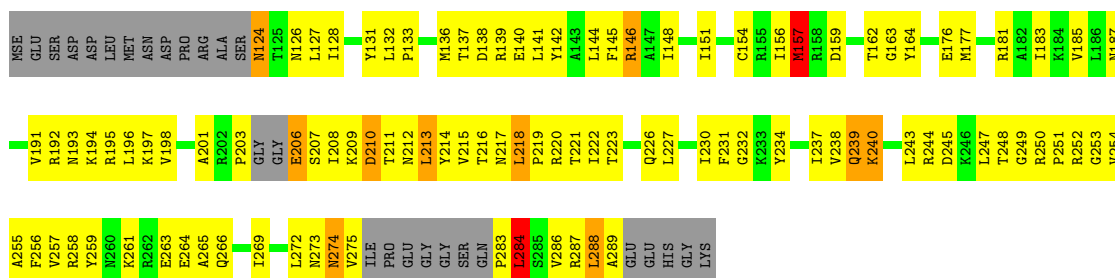 MSE GLU SER ASP ASP LEU MET ASN ASP PRO ARG ALA SER N124 T125 N126 L127 I128 Y131 L132 P133 M136 T137 D138 R139 E140 L141 Y142 A143 L144 F145 R146 A147 I148 I151 C154 R155 I156 M157 R158 D159 T162 G163 Y164 E176 M177 R181 A182 I183 K184 V185 L186 N187
V191 R192 N193 K194 R195 L196 K197 V198 A201 R202 P203 GLY GLY E206 S207 I208 K209 D210 T211 N212 L213 Y214 V215 T216 N217 L218 P219 R220 T221 I222 T223 Q226 L227 I230 F231 G232 K233 Y234 I237 V238 Q239 K240 L243 R244 D245 K246 L247 T248 G249 R250 P251 R252 G253
A255 F256 V257 R258 Y259 N260 K261 R262 E263 E264 A265 Q266 I269 L272 N273 N274 V275 ILE PRO GLU GLY GLY SER GLN P283 L284 S285 V286 R287 L288 A289 GLU GLU HIS GLY LYS